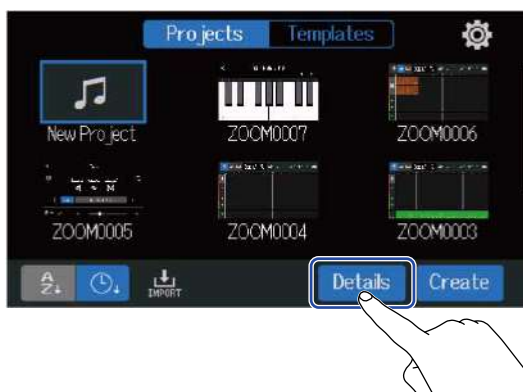 Projects Templates
New Project ZOOM0007 ZOOM0006
ZOOM0005 ZOOM0004 ZOOM0003
A
Z
IMPORT Details Create